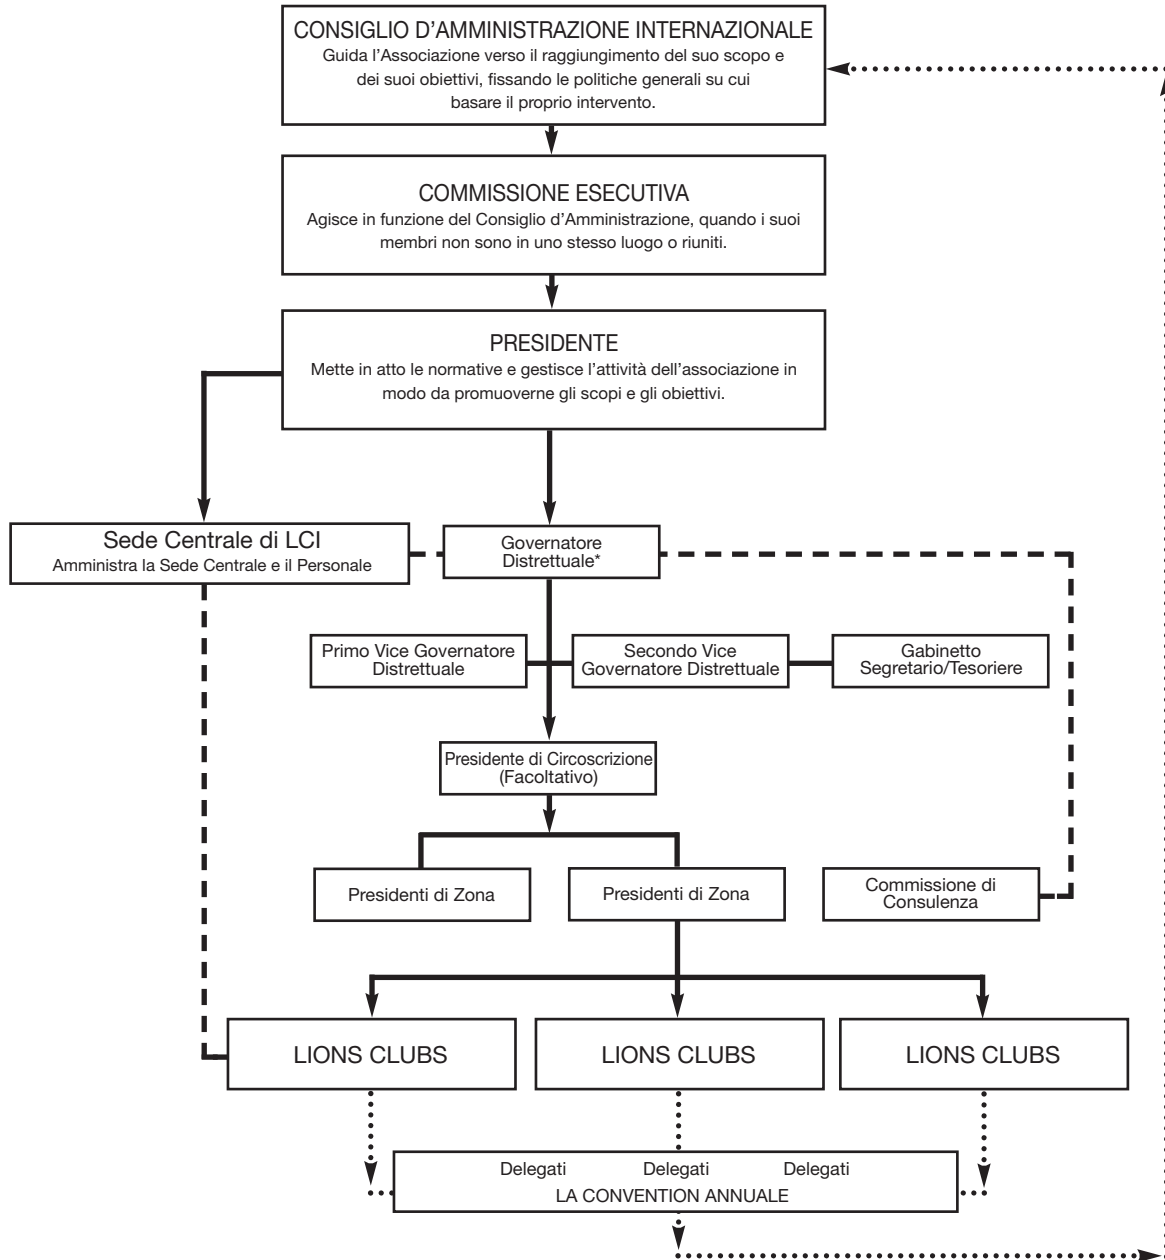 CONSIGLIO D'AMMINISTRAZIONE INTERNAZIONALE
Guida l'Associazione verso il raggiungimento del suo scopo e
dei suoi obiettivi, fissando le politiche generali su cui
basare il proprio intervento.
COMMISSIONE ESECUTIVA
Agisce in funzione del Consiglio d'Amministrazione, quando i suoi
membri non sono in uno stesso luogo o riuniti.
PRESIDENTE
Mette in atto le normative e gestisce l'attività dell'associazione in
modo da promuoverne gli scopi e gli obiettivi.
Sede Centrale di LCI
Amministra la Sede Centrale e il Personale
Governatore
Distrettuale*
Primo Vice Governatore
Distrettuale
Secondo Vice
Governatore Distrettuale
Gabinetto
Segretario/Tesoriere
Presidente di Circoscrizione
(Facoltativo)
Presidenti di Zona
Presidenti di Zona
Commissione di
Consulenza
LIONS CLUBS
LIONS CLUBS
LIONS CLUBS
Delegati Delegati Delegati
LA CONVENTION ANNUALE